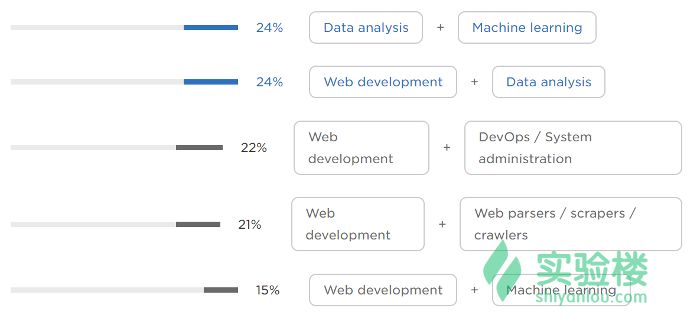 24% Data analysis + Machine learning
24% Web development + Data analysis
22% Web development + DevOps / System administration
21% Web development + Web parsers / scrapers / crawlers
15% Web development + Machine learning
实验楼
shiyanlou.com